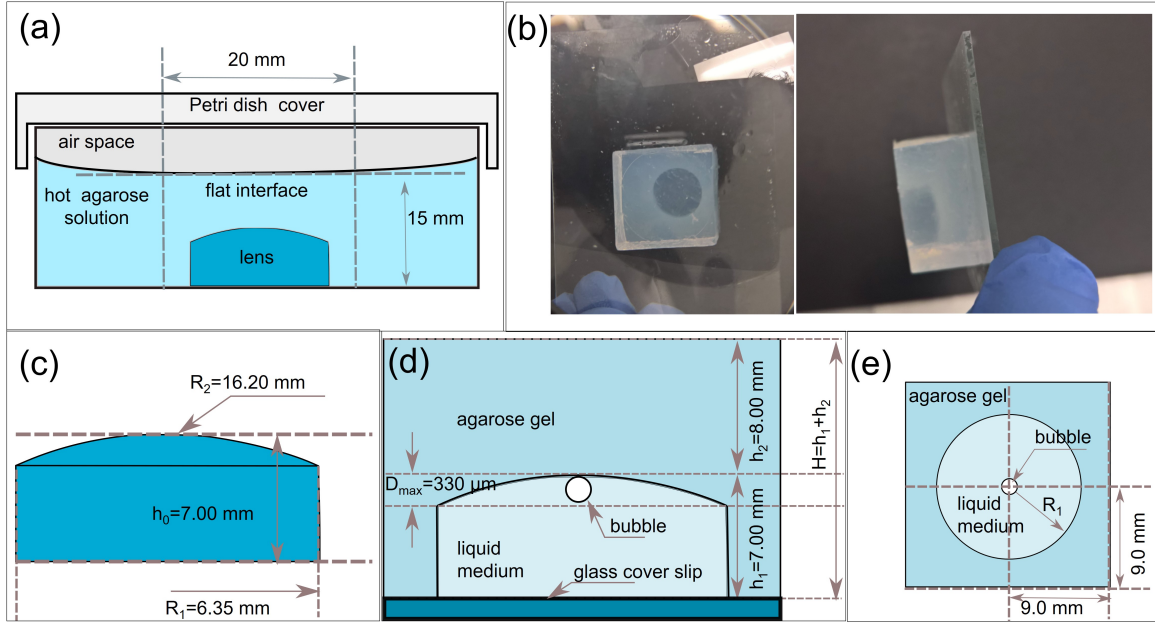 (a)
20 mm
Petri dish cover
air space
flat interface
hot agarose
solution
15 mm
lens
(b)
(c)
R₂=16.20 mm
h₀=7.00 mm
R₁=6.35 mm
(d)
agarose gel
h₂=8.00 mm
H=h₁+h₂
Dmax=330 µm
bubble
h₁=7.00 mm
liquid
medium
glass cover slip
(e)
agarose gel
bubble
liquid
medium
R₁
9.0 mm
9.0 mm